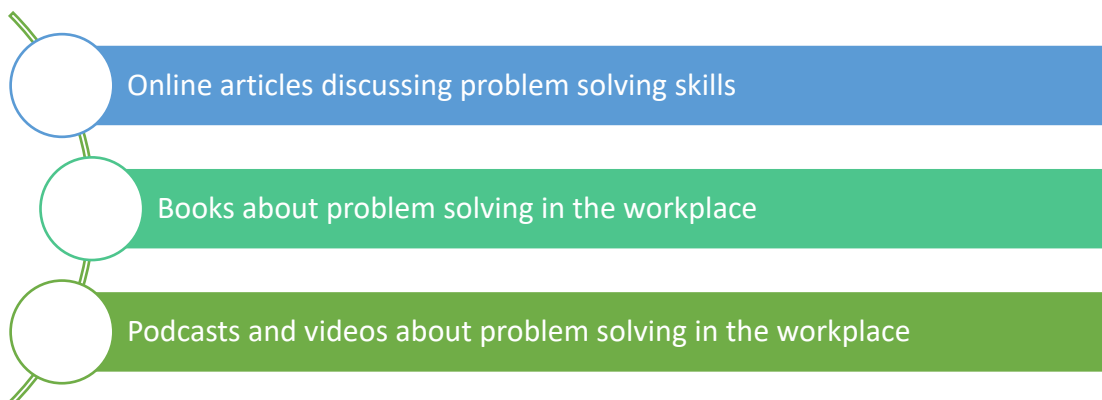 Online articles discussing problem solving skills
Books about problem solving in the workplace
Podcasts and videos about problem solving in the workplace